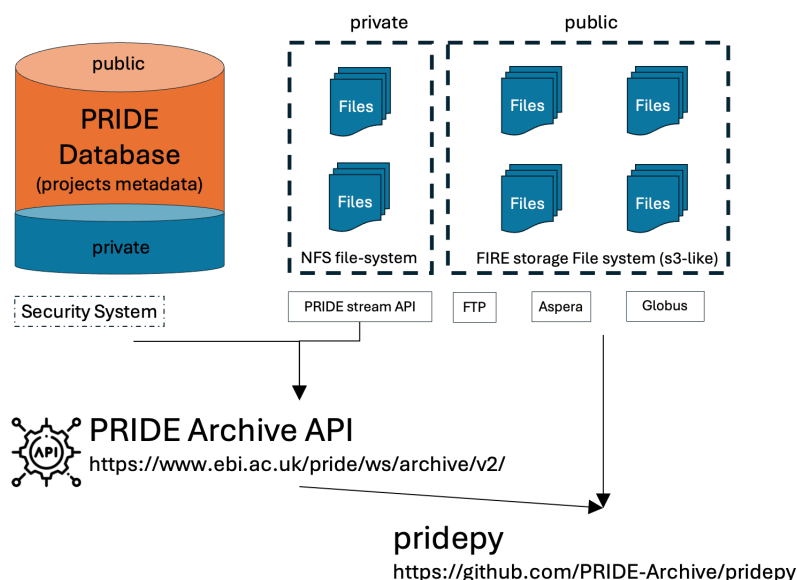 private
public
public
PRIDE
Database
(projects metadata)
private
Files
Files
Files
Files
Files
Files
NFS file-system
FIRE storage File system (s3-like)
Security System
PRIDE stream API
FTP
Aspera
Globus
API
PRIDE Archive API
https://www.ebi.ac.uk/pride/ws/archive/v2/
pridepy
https://github.com/PRIDE-Archive/pridepy